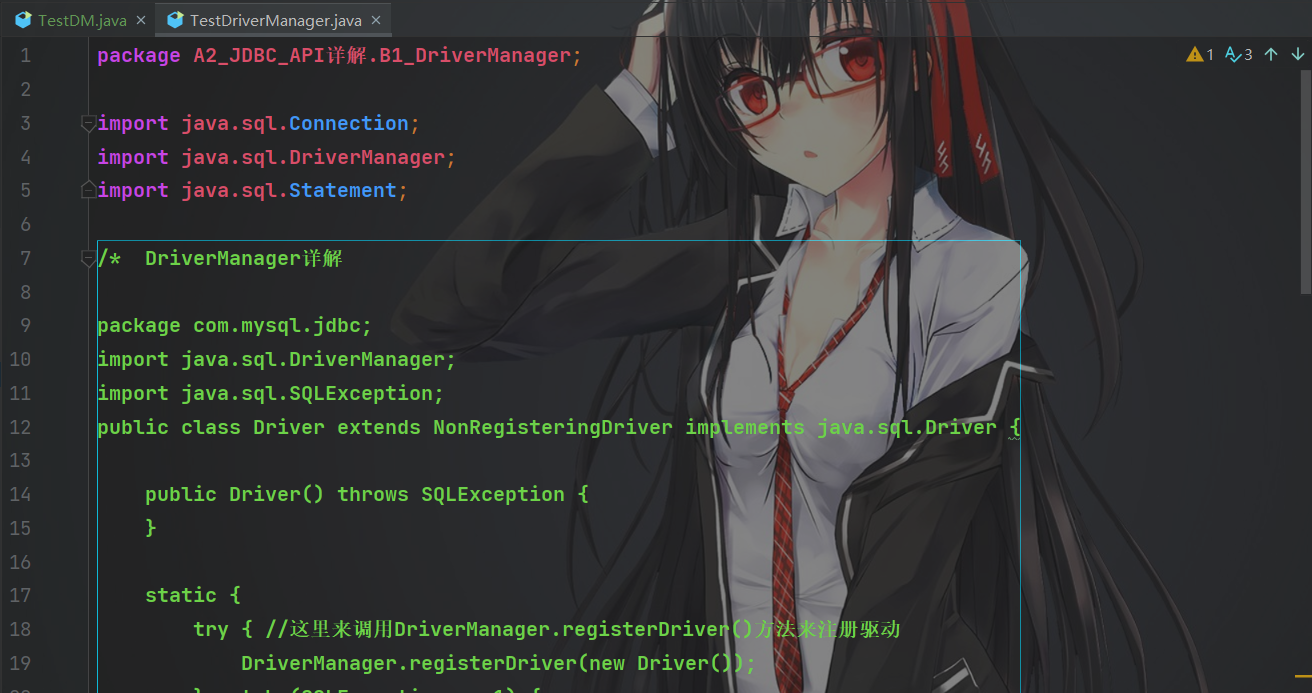 TestDM.java TestDriverManager.java
1 package A2_JDBC_API详解.B1_DriverManager; 1 3
2
3 import java.sql.Connection;
4 import java.sql.DriverManager;
5 import java.sql.Statement;
6
7 /* DriverManager详解
8
9 package com.mysql.jdbc;
10 import java.sql.DriverManager;
11 import java.sql.SQLException;
12 public class Driver extends NonRegisteringDriver implements java.sql.Driver {
13
14 public Driver() throws SQLException {
15 }
16
17 static {
18 try { //这里来调用DriverManager.registerDriver()方法来注册驱动
19 DriverManager.registerDriver(new Driver());